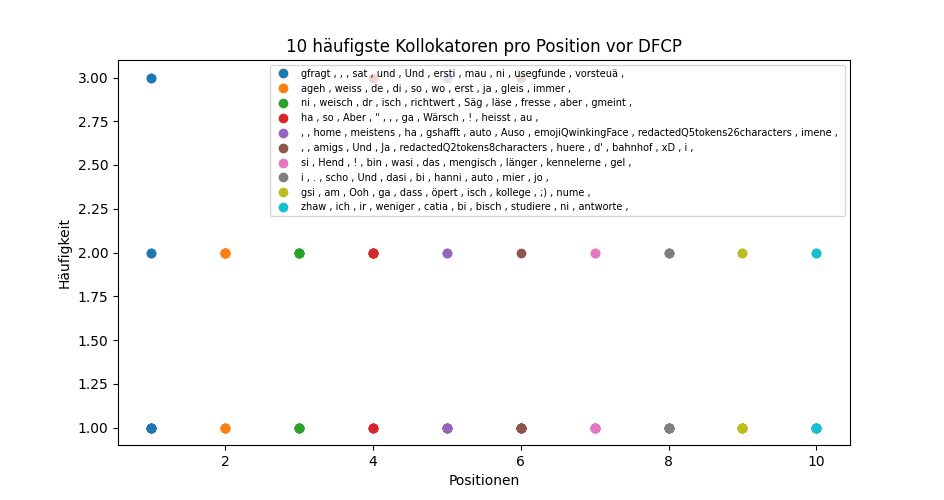 10 häufigste Kollokatoren pro Position vor DFCP
gfragt , , , sat , und , Und , ersti , mau , ni , usegfunde , vorsteuä ,
ageh , weiss , de , di , so , wo , erst , ja , gleis , immer ,
ni , weisch , dr , isch , richtwert , Säg , läse , fresse , aber , gmeint ,
ha , so , Aber , " , , , ga , Wärsch , ! , heisst , au ,
, , home , meistens , ha , gshafft , auto , Auso , emojiQwinkingFace , redactedQ5tokens26characters , imene ,
, , amigs , Und , Ja , redactedQ2tokens8characters , huere , d' , bahnhof , xD , i ,
si , Hend , ! , bin , wasi , das , mengisch , länger , kennelerne , gel ,
i , . , scho , Und , dasi , bi , hanni , auto , mier , jo ,
gsi , am , Ooh , ga , dass , öpert , isch , kollege , ;) , nume ,
zhaw , ich , ir , weniger , catia , bi , bisch , studiere , ni , antworte ,
3.00
2.75
2.50
2.25
2.00
1.75
1.50
1.25
1.00
Häufigkeit
2 4 6 8 10
Positionen